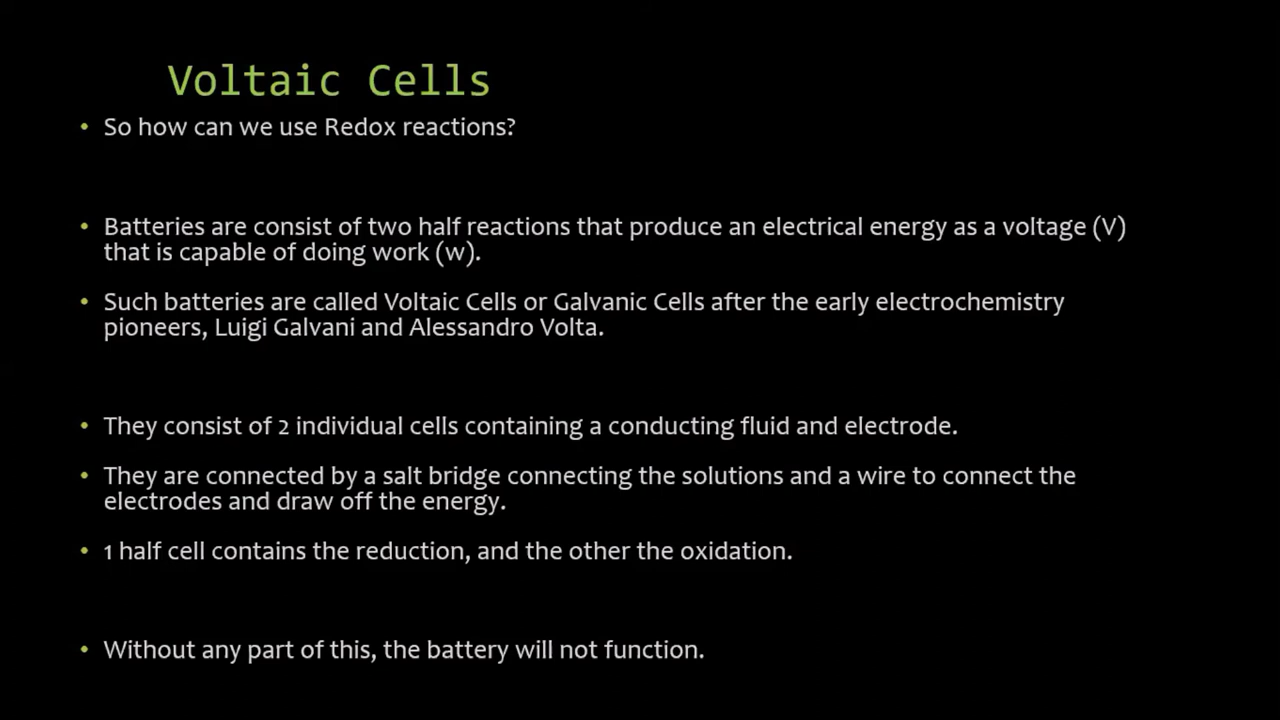 Voltaic Cells
• So how can we use Redox reactions?
• Batteries are consist of two half reactions that produce an electrical energy as a voltage (V)
that is capable of doing work (w).
• Such batteries are called Voltaic Cells or Galvanic Cells after the early electrochemistry
pioneers, Luigi Galvani and Alessandro Volta.
• They consist of 2 individual cells containing a conducting fluid and electrode.
• They are connected by a salt bridge connecting the solutions and a wire to connect the
electrodes and draw off the energy.
• 1 half cell contains the reduction, and the other the oxidation.
• Without any part of this, the battery will not function.